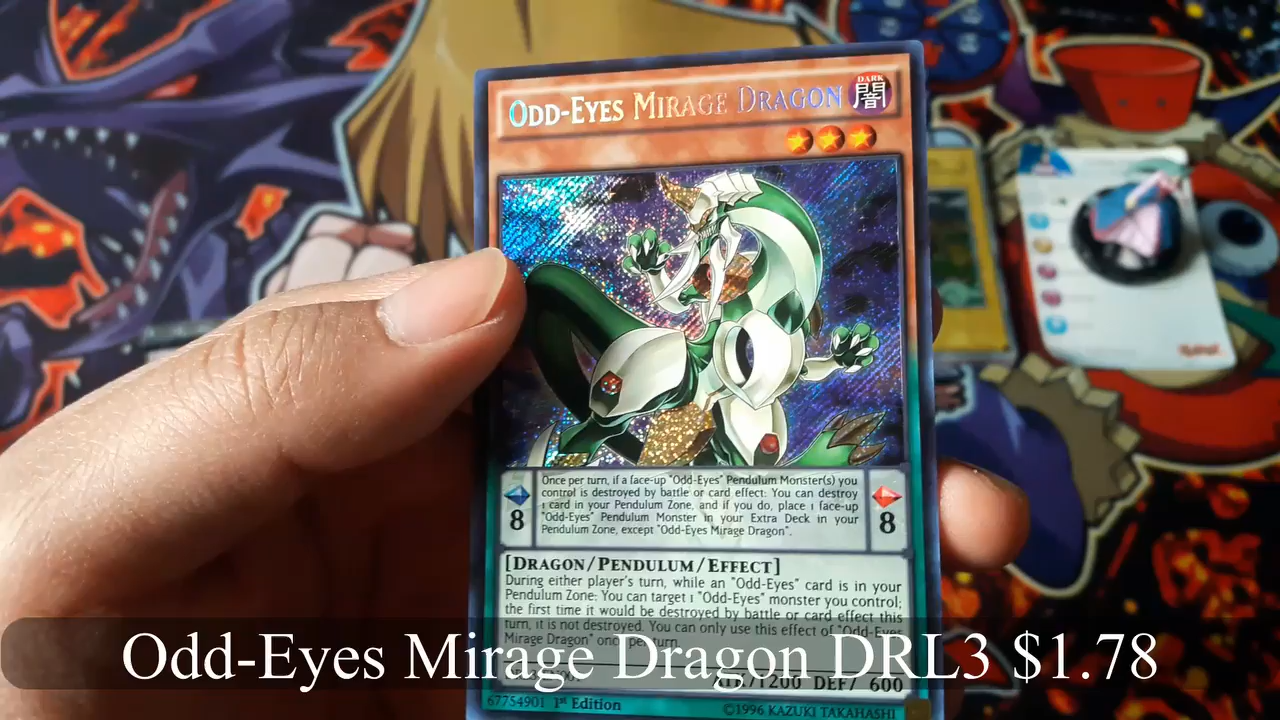 ODD-EYES MIRAGE DRAGON
DARK
闇
Once per turn, if a face-up "Odd-Eyes" Pendulum Monster(s) you
control is destroyed by battle or card effect: You can destroy
1 card in your Pendulum Zone, and if you do, place 1 face-up
"Odd-Eyes" Pendulum Monster in your Extra Deck in your
Pendulum Zone, except "Odd-Eyes Mirage Dragon".
8
8
[DRAGON/PENDULUM/EFFECT]
During either player's turn, while an "Odd-Eyes" card is in your
Pendulum Zone: You can target 1 "Odd-Eyes" monster you control;
the first time it would be destroyed by battle or card effect this
turn, it is not destroyed. You can only use this effect of "Odd-Eyes
Mirage Dragon" once per turn.
Odd-Eyes Mirage Dragon DRL3 $1.78
ATK/1200 DEF/ 600
67754901 1st Edition
©1996 KAZUKI TAKAHASHI